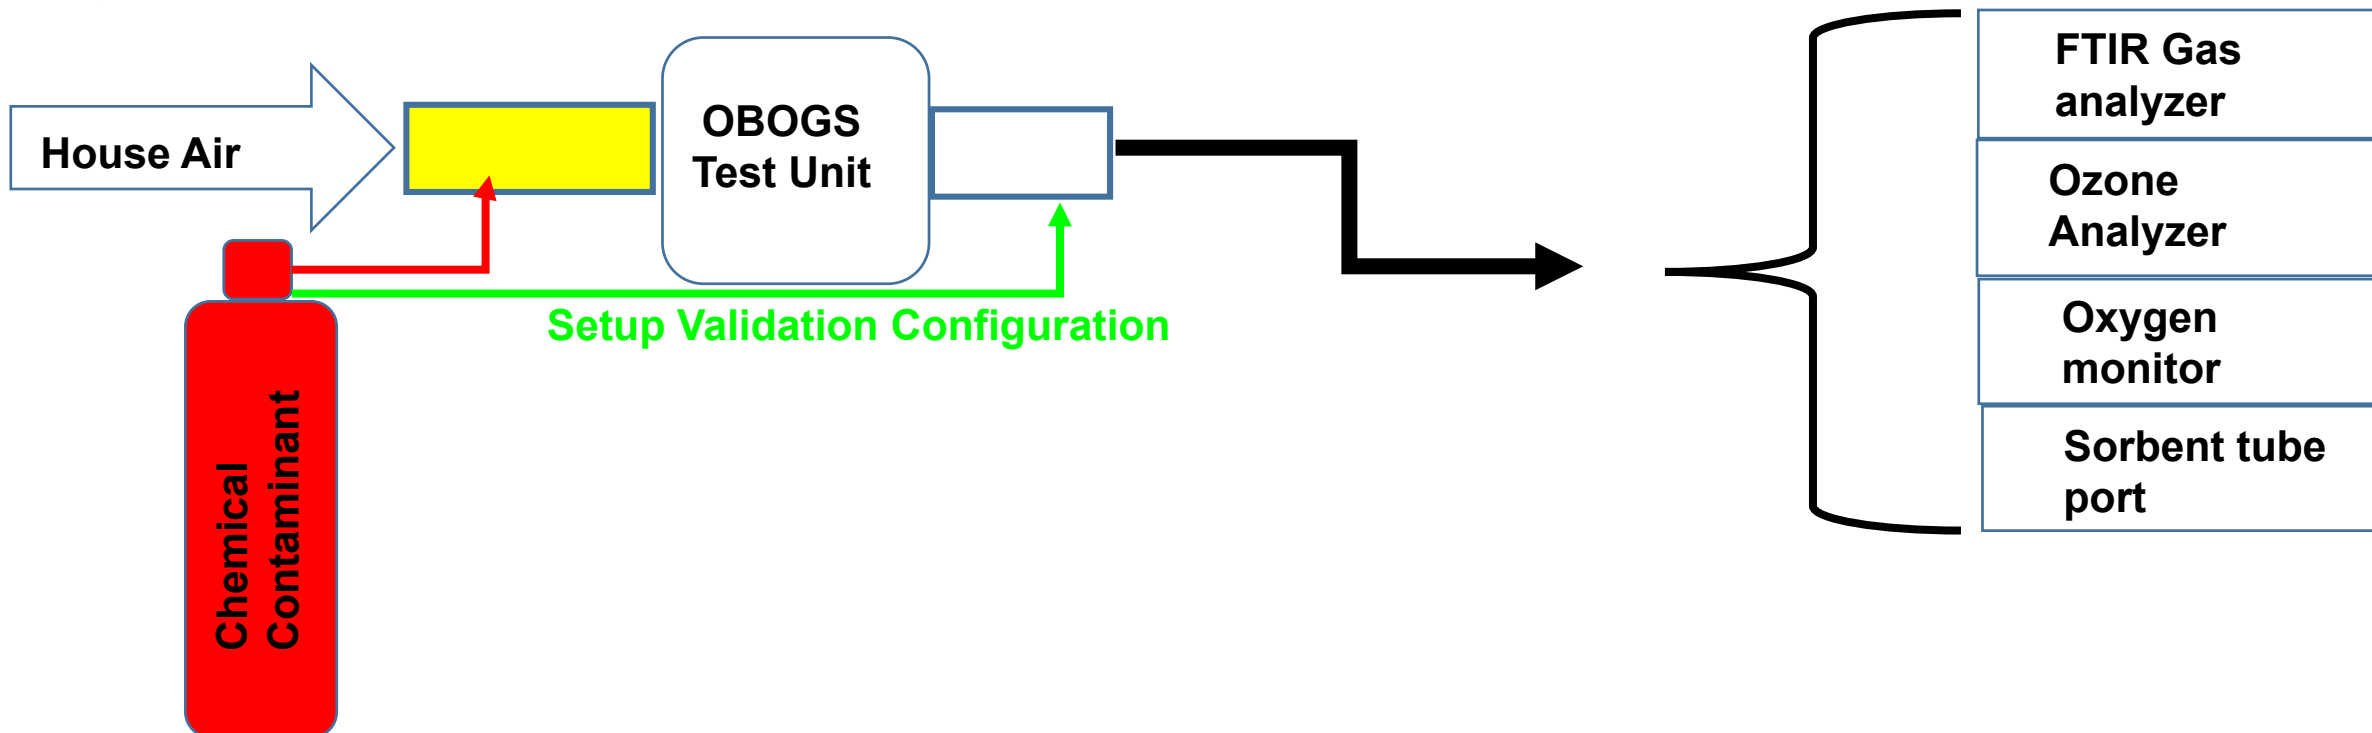 House Air
OBOGS
Test Unit
FTIR Gas
analyzer
Ozone
Analyzer
Oxygen
monitor
Sorbent tube
port
Setup Validation Configuration
Chemical
Contaminant